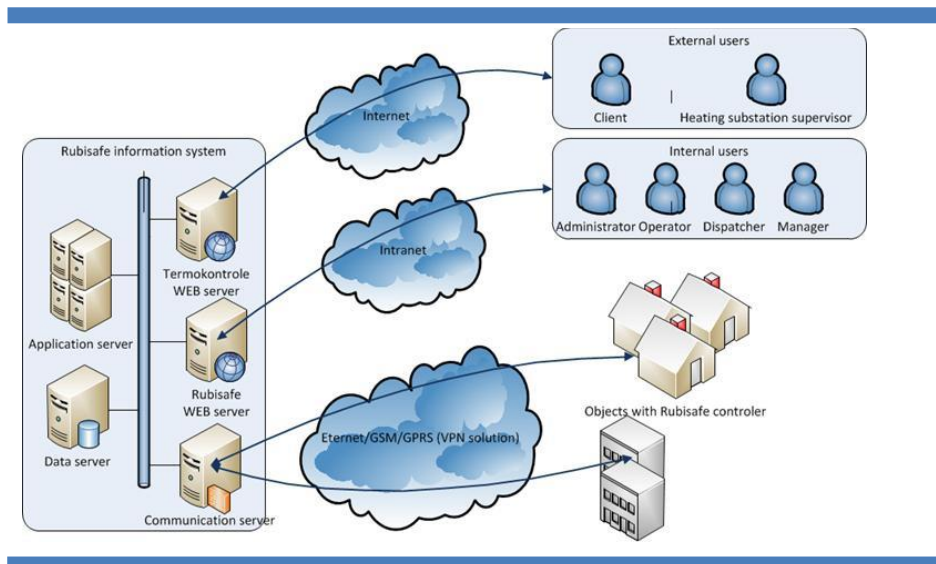 External users
Client
Heating substation supervisor
Internet
Rubisafe information system
Internal users
Administrator Operator Dispatcher Manager
Intranet
Termokontrole
WEB server
Application server
Rubisafe
WEB server
Data server
Communication server
Eternet/GSM/GPRS (VPN solution)
Objects with Rubisafe controler